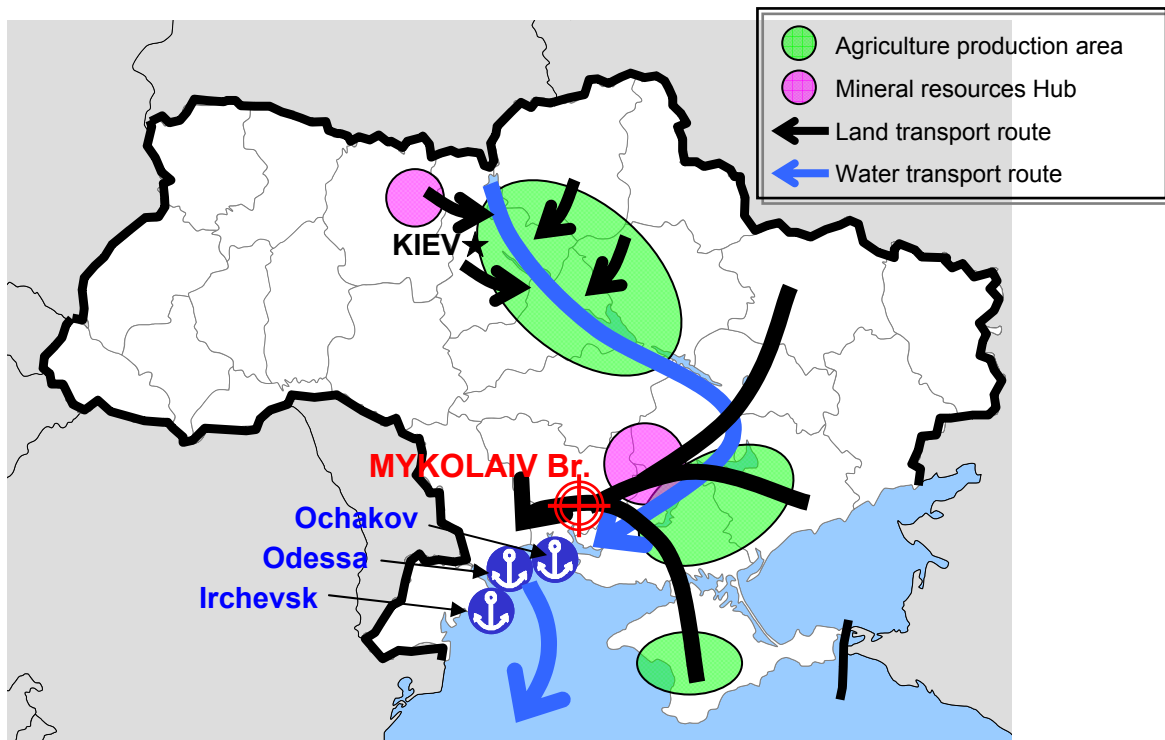 Agriculture production area
Mineral resources Hub
Land transport route
Water transport route
KIEV
MYKOLAIV Br.
Ochakov
Odessa
Irchevsk